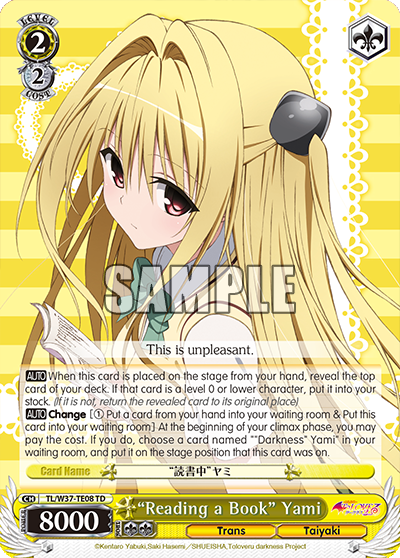 LEVEL
2
2
COST
SAMPLE
This is unpleasant.
AUTO When this card is placed on the stage from your hand, reveal the top
card of your deck. If that card is a level 0 or lower character, put it into your
stock. (If it is not, return the revealed card to its original place)
AUTO Change [① Put a card from your hand into your waiting room & Put this
card into your waiting room] At the beginning of your climax phase, you may
pay the cost. If you do, choose a card named ""Darkness" Yami" in your
waiting room, and put it on the stage position that this card was on.
Card Name
“読書中”ヤミ
CH TL/W37-TE08 TD
“Reading a Book” Yami
POWER
8000
SOUL
Trans
Taiyaki
©Kentaro Yabuki,Saki Hasemi / SHUEISHA,Toloveru darkness Project